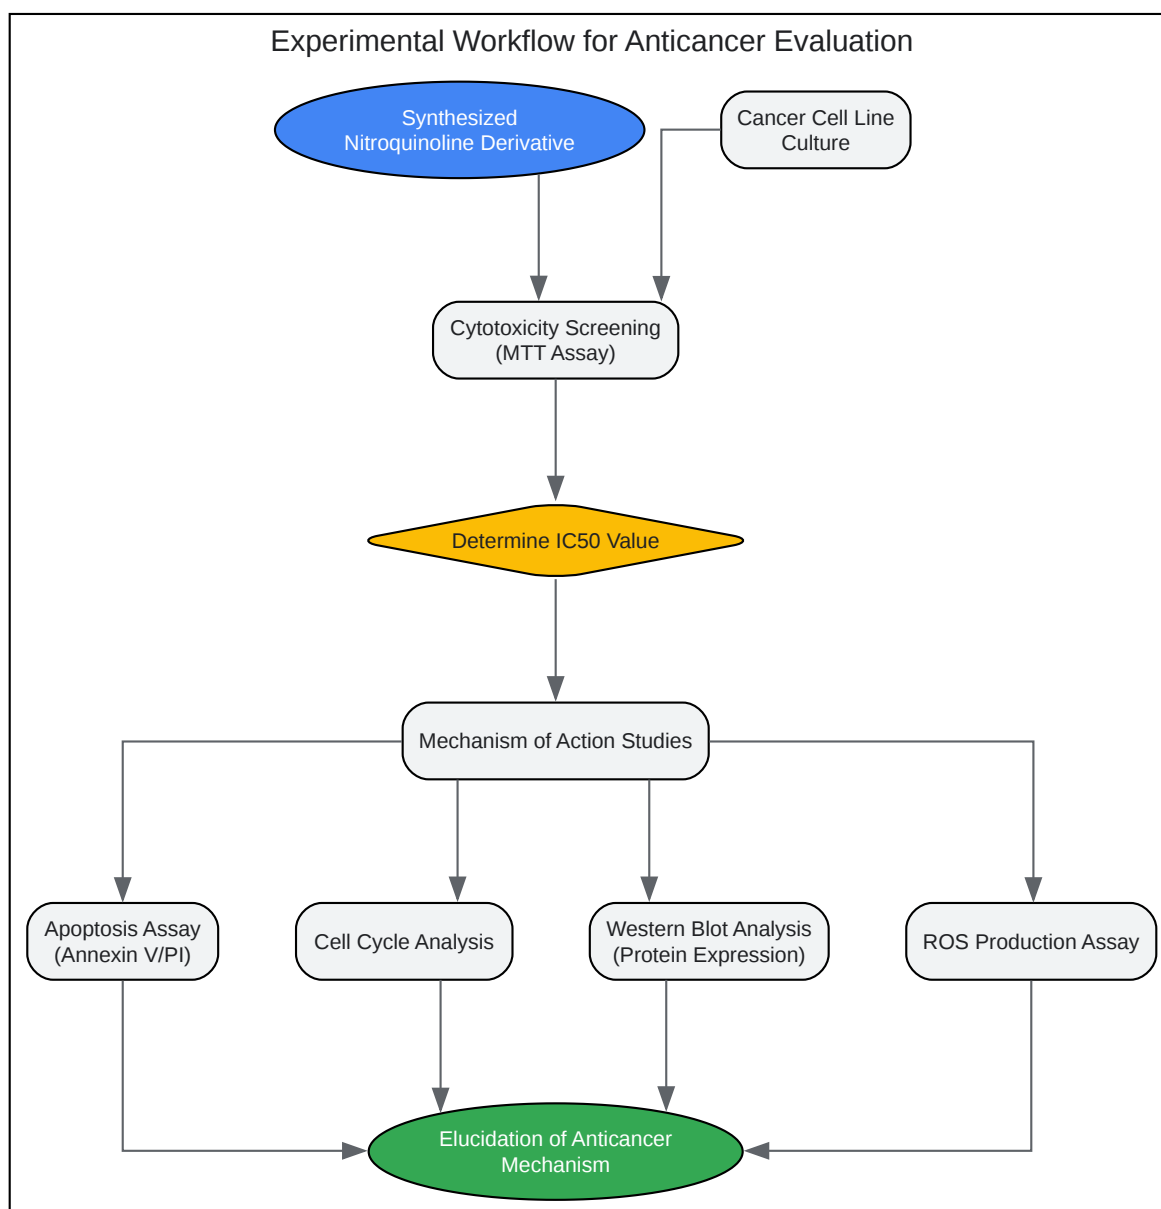 Experimental Workflow for Anticancer Evaluation
Synthesized
Nitroquinoline Derivative
Cancer Cell Line
Culture
Cytotoxicity Screening
(MTT Assay)
Determine IC50 Value
Mechanism of Action Studies
Apoptosis Assay
(Annexin V/PI)
Cell Cycle Analysis
Western Blot Analysis
(Protein Expression)
ROS Production Assay
Elucidation of Anticancer
Mechanism